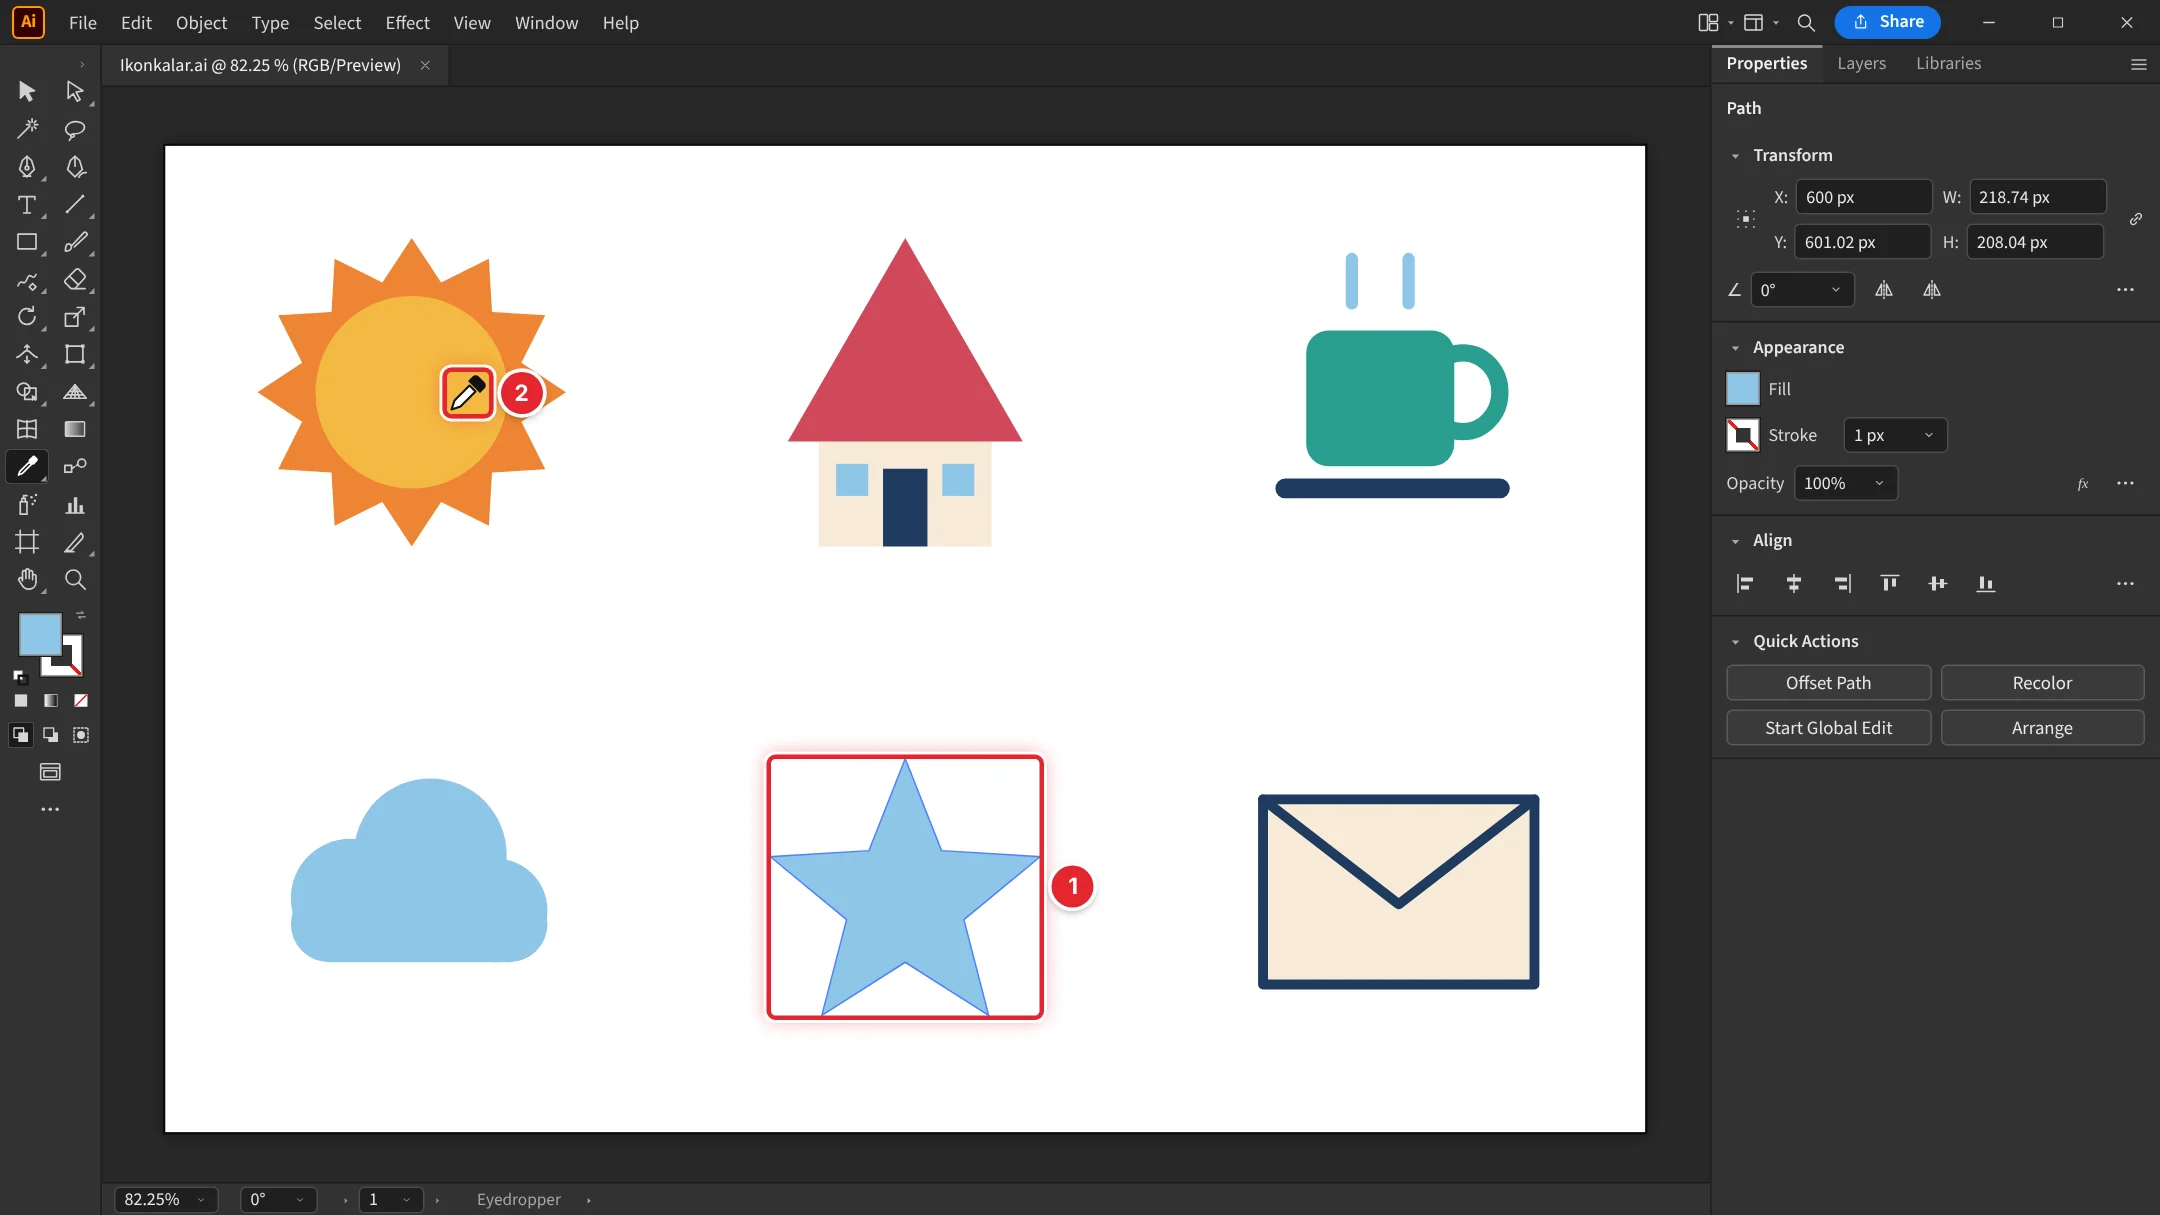 Ai File Edit Object Type Select Effect View Window Help Share
Ikonkalar.ai @ 82.25 % (RGB/Preview)
2
1
Properties Layers Libraries
Path
Transform
X: 600 px W: 218.74 px
Y: 601.02 px H: 208.04 px
0°
Appearance
Fill
Stroke 1 px
Opacity 100% fx
Align
Quick Actions
Offset Path Recolor
Start Global Edit Arrange
82.25% 0° 1 Eyedropper